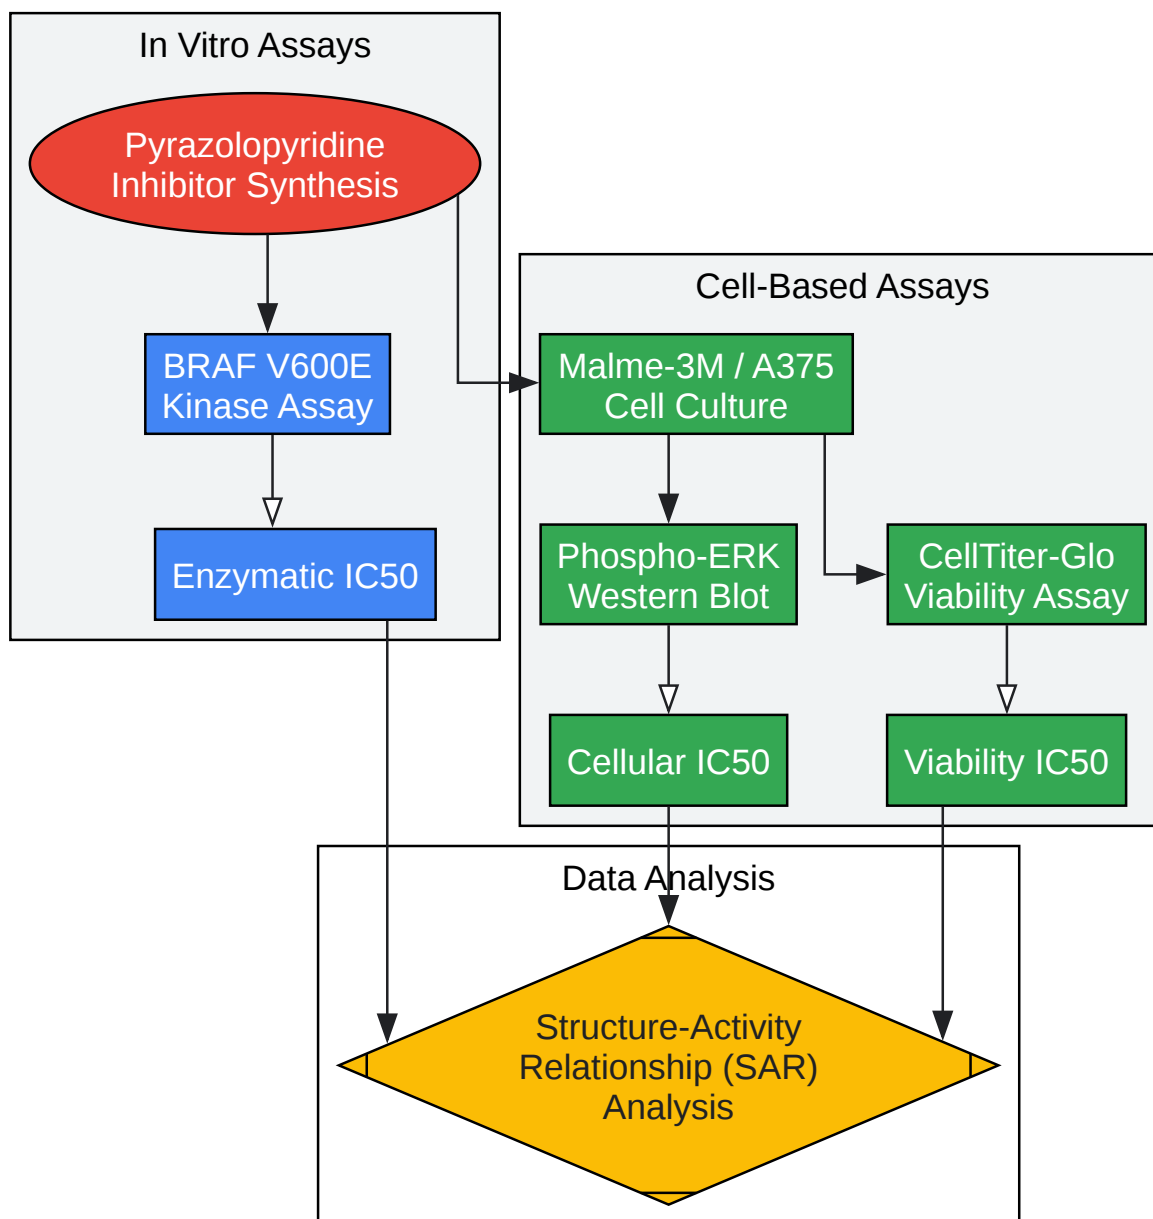 In Vitro Assays
Pyrazolopyridine
Inhibitor Synthesis
BRAF V600E
Kinase Assay
Enzymatic IC50
Cell-Based Assays
Malme-3M / A375
Cell Culture
Phospho-ERK
Western Blot
CellTiter-Glo
Viability Assay
Cellular IC50
Viability IC50
Data Analysis
Structure-Activity
Relationship (SAR)
Analysis